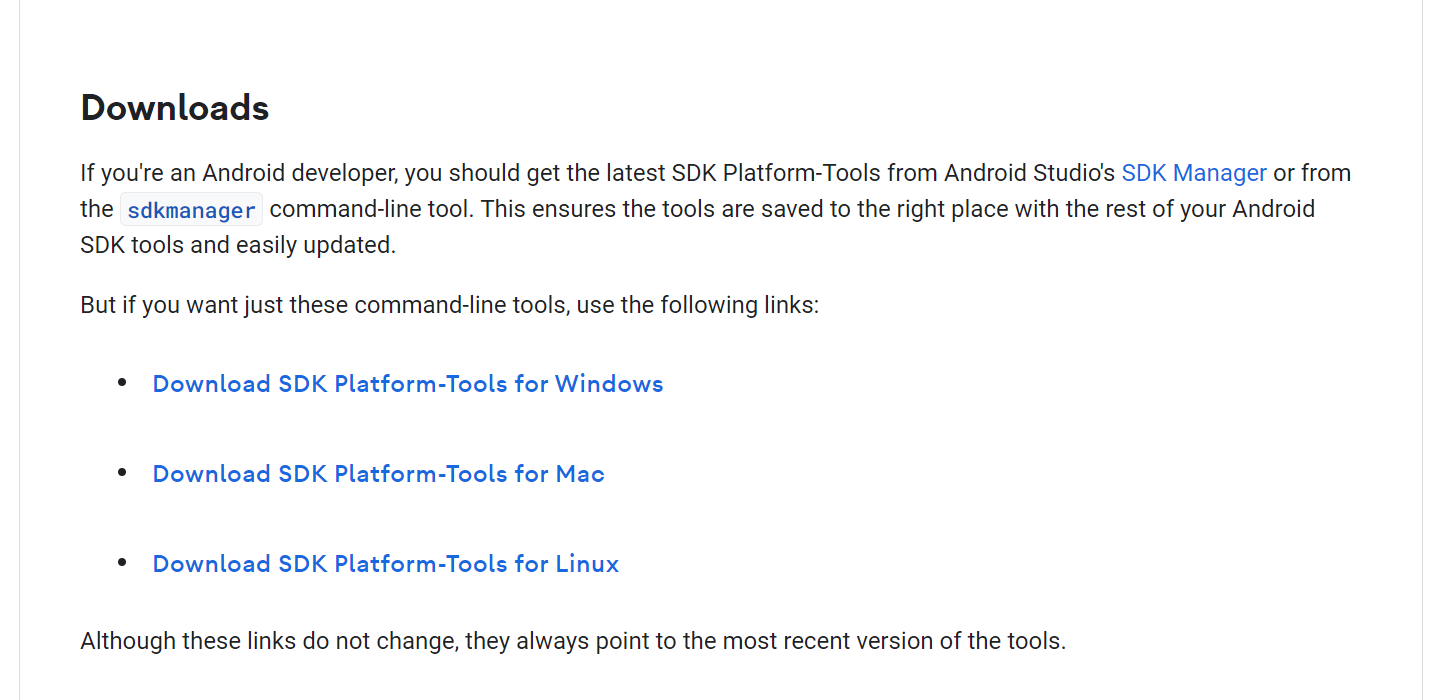 Downloads
If you're an Android developer, you should get the latest SDK Platform-Tools from Android Studio's SDK Manager or from
the sdkmanager command-line tool. This ensures the tools are saved to the right place with the rest of your Android
SDK tools and easily updated.
But if you want just these command-line tools, use the following links:
• Download SDK Platform-Tools for Windows
• Download SDK Platform-Tools for Mac
• Download SDK Platform-Tools for Linux
Although these links do not change, they always point to the most recent version of the tools.